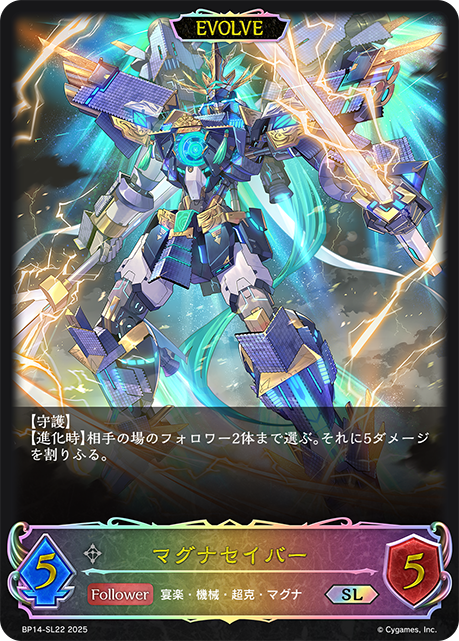 EVOLVE
【守護】
【進化時】相手の場のフォロワー2体まで選ぶ。それに5ダメージ
を割りふる。
マグナセイバー
5
5
Follower
宴楽・機械・超克・マグナ
SL
BP14-SL22 2025
© Cygames, Inc.